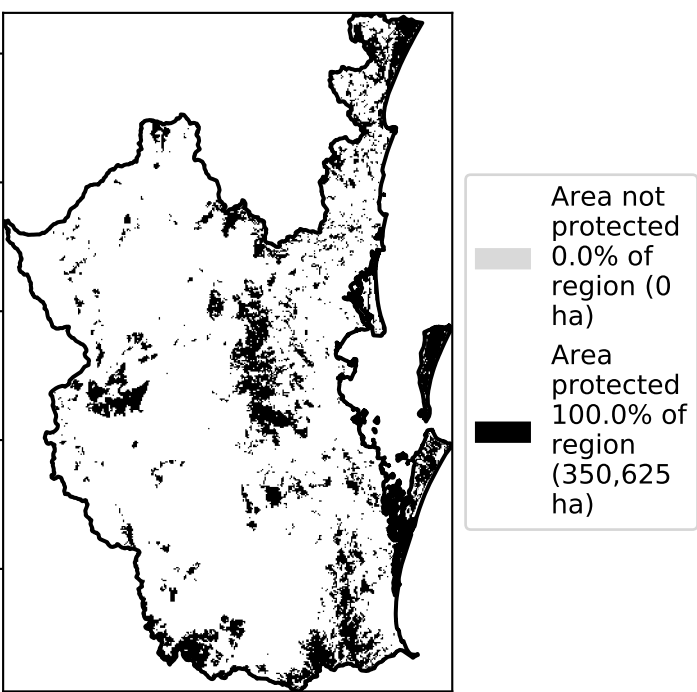 Area not
protected
0.0% of
region (0
ha)
Area
protected
100.0% of
region
(350,625
ha)